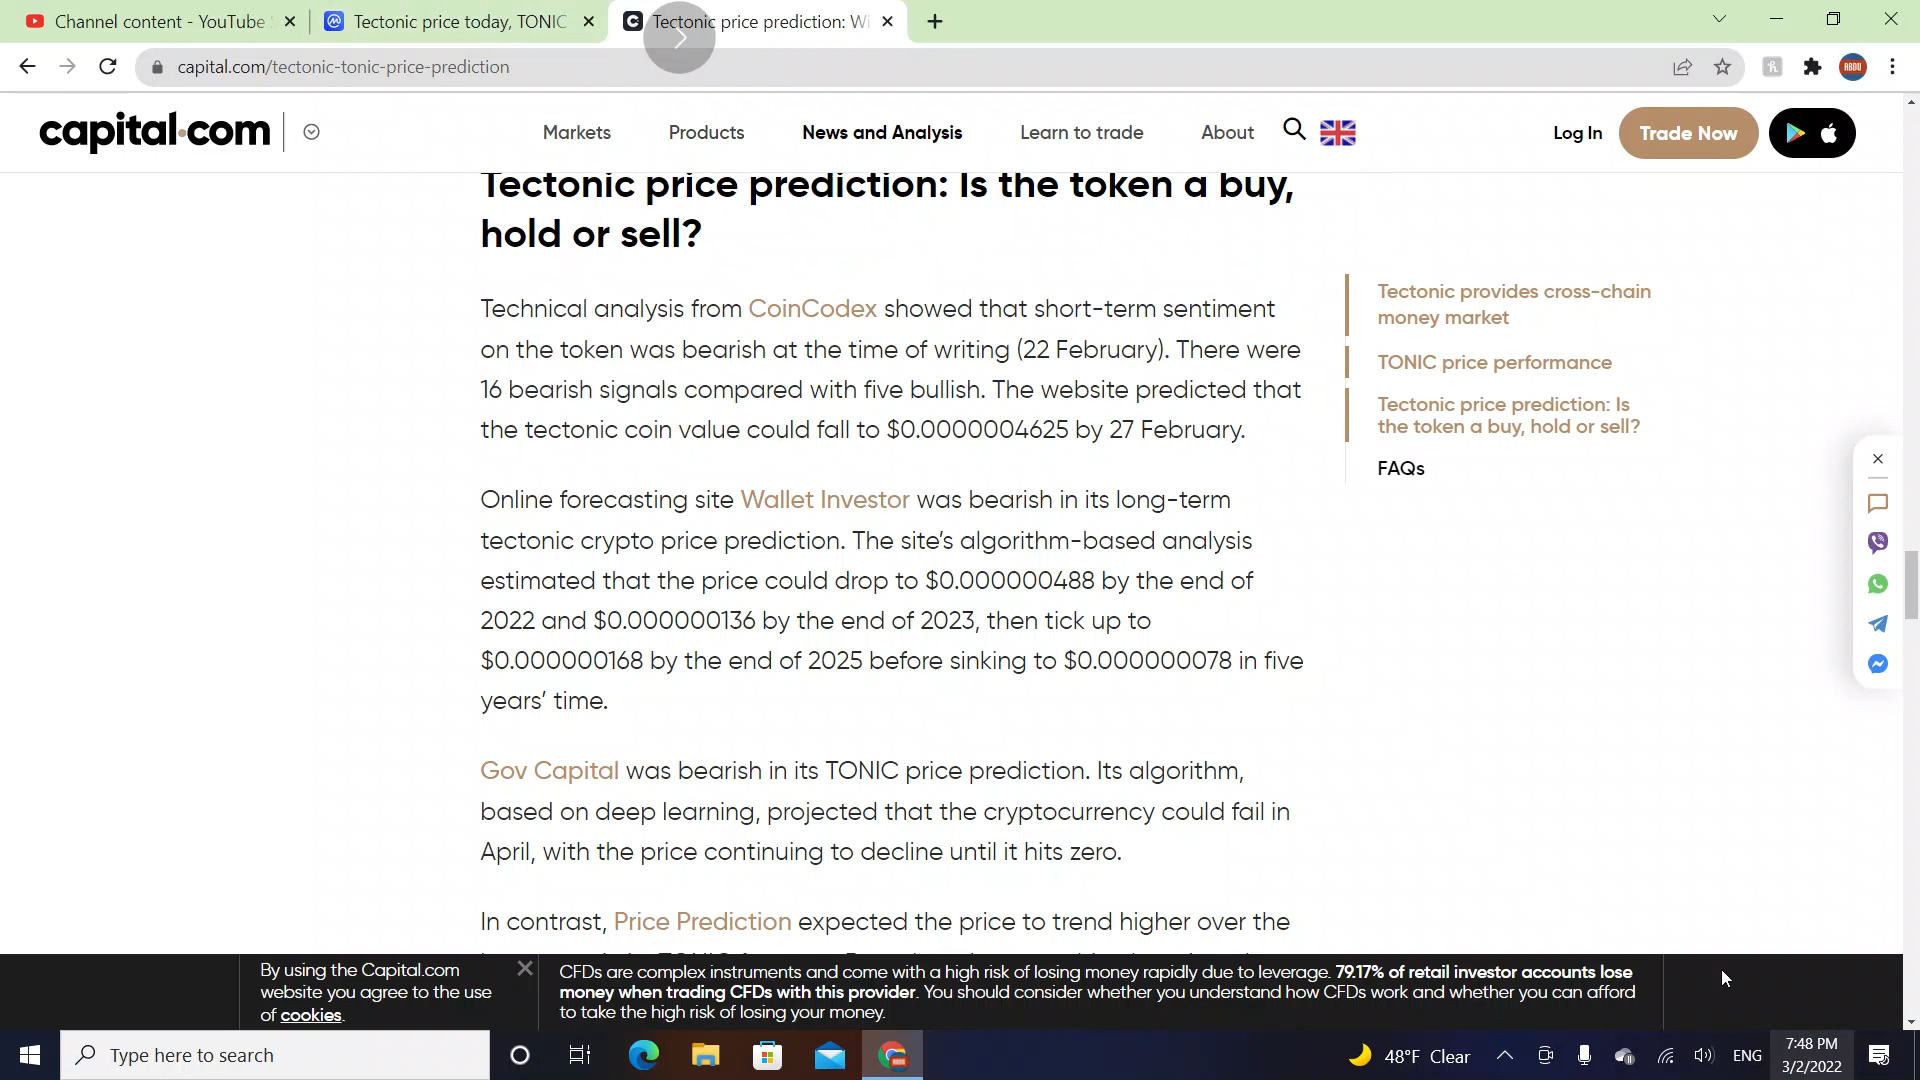 Channel content - YouTube
Tectonic price today, TONIC
Tectonic price prediction: Wi
capital.com/tectonic-tonic-price-prediction
ABDU
capital.com
Markets
Products
News and Analysis
Learn to trade
About
Log In
Trade Now
Tectonic price prediction: Is the token a buy,
hold or sell?
Technical analysis from CoinCodex showed that short-term sentiment
on the token was bearish at the time of writing (22 February). There were
16 bearish signals compared with five bullish. The website predicted that
the tectonic coin value could fall to $0.0000004625 by 27 February.
Online forecasting site Wallet Investor was bearish in its long-term
tectonic crypto price prediction. The site’s algorithm-based analysis
estimated that the price could drop to $0.000000488 by the end of
2022 and $0.000000136 by the end of 2023, then tick up to
$0.000000168 by the end of 2025 before sinking to $0.000000078 in five
years’ time.
Gov Capital was bearish in its TONIC price prediction. Its algorithm,
based on deep learning, projected that the cryptocurrency could fail in
April, with the price continuing to decline until it hits zero.
In contrast, Price Prediction expected the price to trend higher over the
Tectonic provides cross-chain
money market
TONIC price performance
Tectonic price prediction: Is
the token a buy, hold or sell?
FAQs
By using the Capital.com
website you agree to the use
of cookies.
CFDs are complex instruments and come with a high risk of losing money rapidly due to leverage. 79.17% of retail investor accounts lose
money when trading CFDs with this provider. You should consider whether you understand how CFDs work and whether you can afford
to take the high risk of losing your money.
Type here to search
48°F Clear
ENG
7:48 PM
3/2/2022